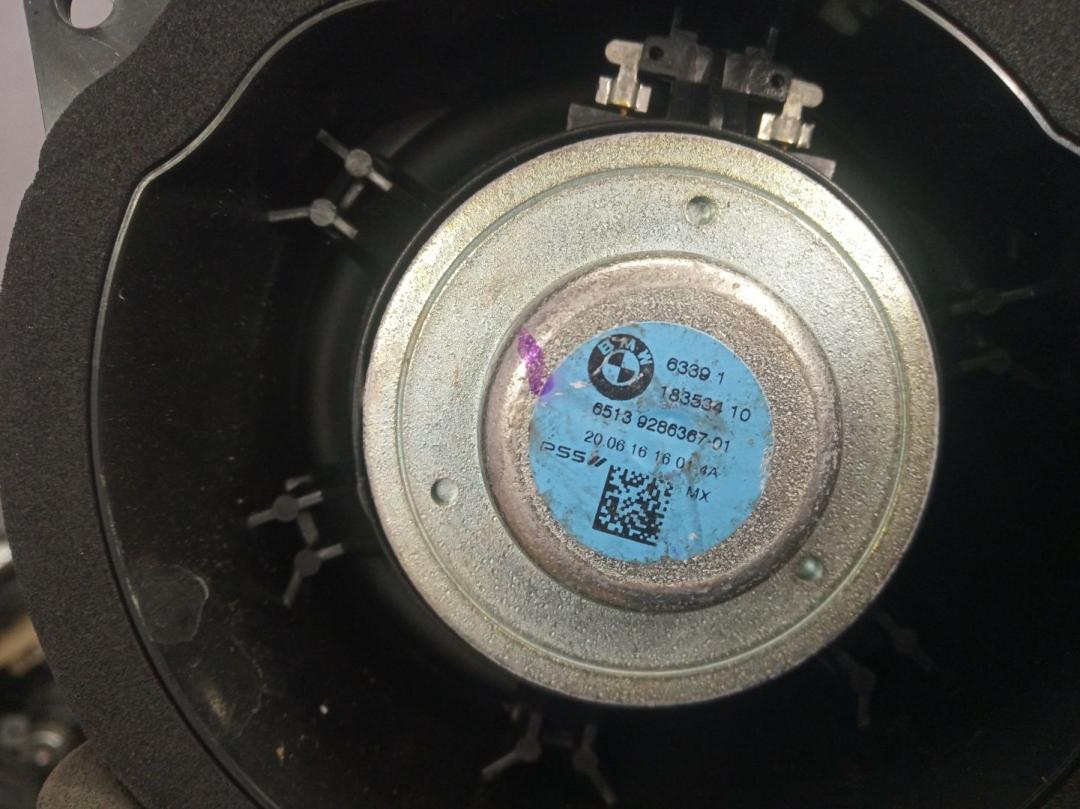 BMW
6339.1
183534 10
6513 9286367-01
20.06 16 16 01 4A
PSS//
MX